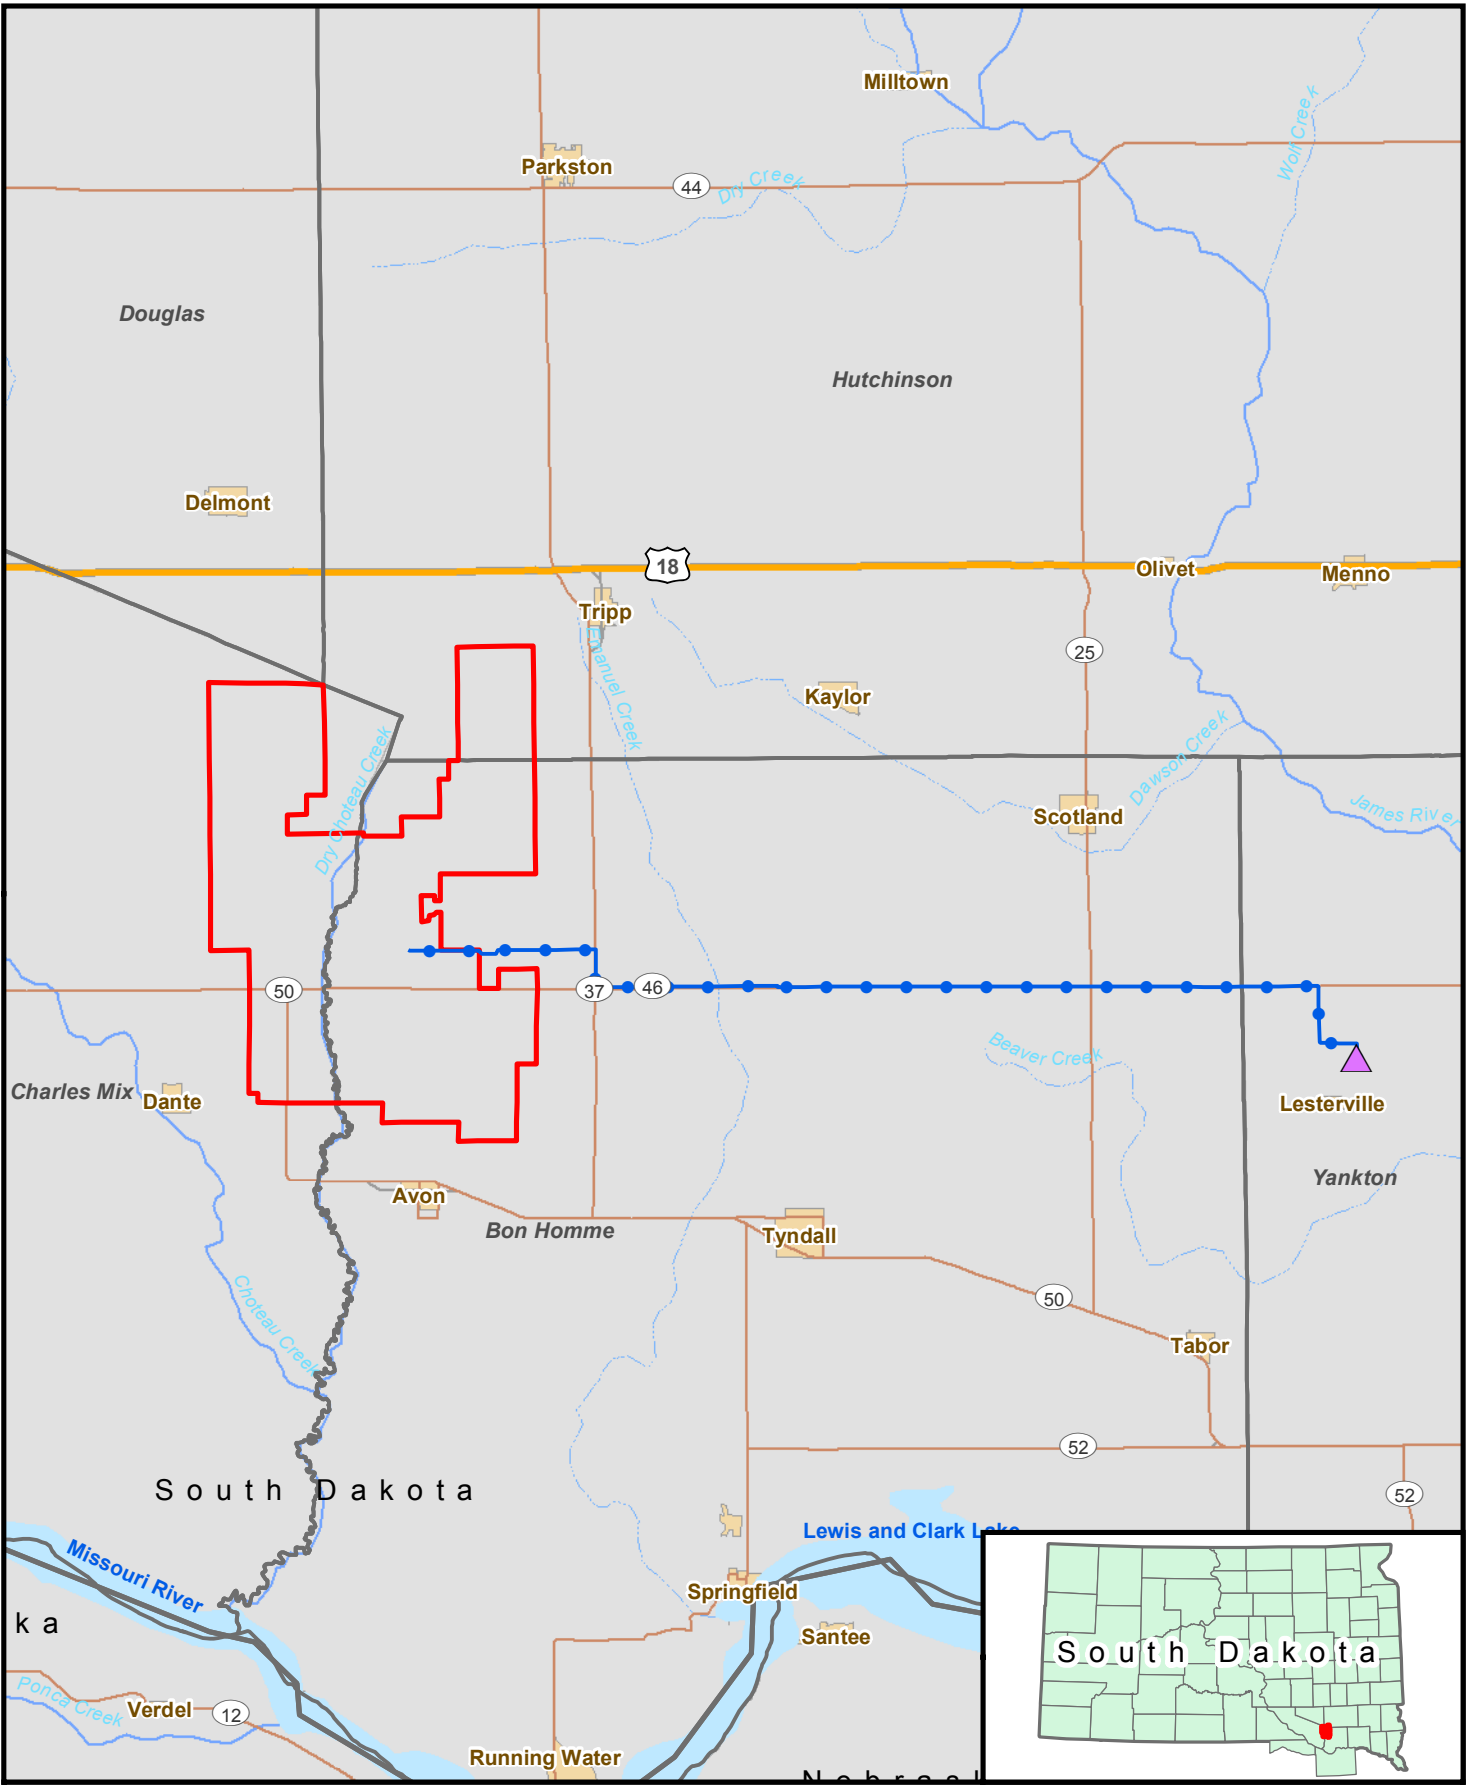 Milltown
Wolf Creek
Parkston
44
Dry Creek
Douglas
Hutchinson
Delmont
18
Olivet
Menno
Tripp
Emanuel Creek
25
Kaylor
Dry Choteau Creek
Dawson Creek
James River
Scotland
50
37
46
Beaver Creek
Charles Mix
Dante
Lesterville
Yankton
Avon
Bon Homme
Tyndall
Choteau Creek
50
Tabor
52
South Dakota
52
Lewis and Clark Lake
Missouri River
Springfield
ka
Santee
South Dakota
Ponca Creek
Verdel
12
Running Water
Nebrask